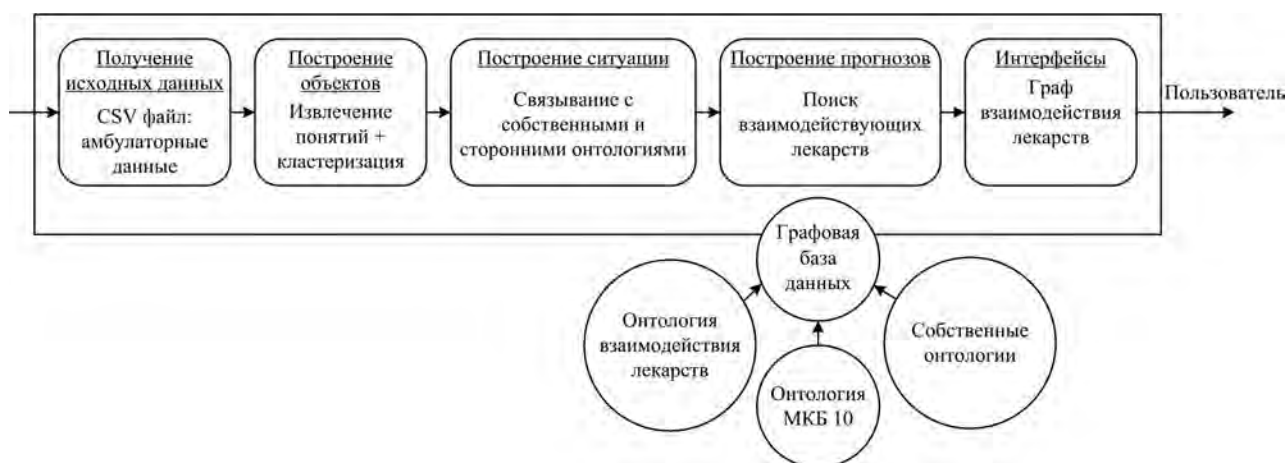 Получение
исходных данных
CSV файл:
амбулаторные
данные
Построение
объектов
Извлечение
понятий +
кластеризация
Построение ситуации
Связывание с
собственными и
сторонними онтологиями
Построение прогнозов
Поиск
взаимодействующих
лекарств
Интерфейсы
Граф
взаимодействия
лекарств
Пользователь
Графовая
база
данных
Онтология
взаимодействия
лекарств
Онтология
МКБ 10
Собственные
онтологии